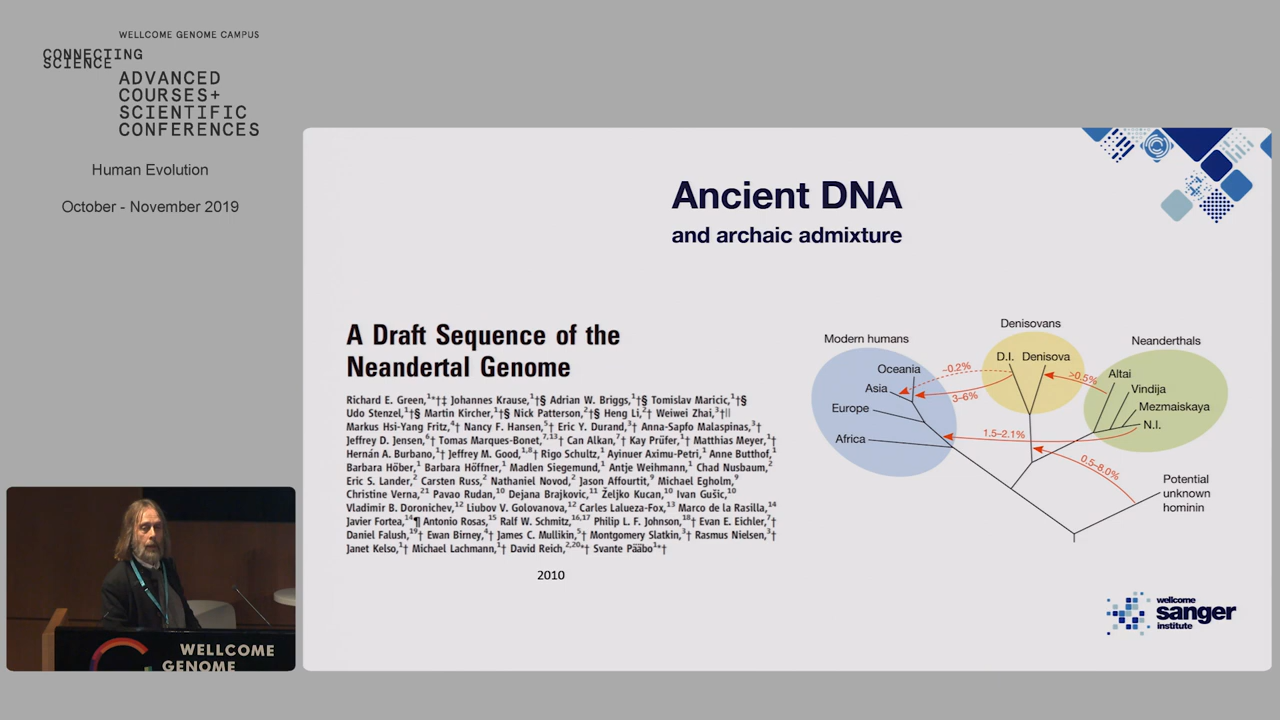 WELLCOME GENOME CAMPUS
CONNECTING
SCIENCE
ADVANCED
COURSES+
SCIENTIFIC
CONFERENCES
Human Evolution
October - November 2019
Ancient DNA
and archaic admixture
A Draft Sequence of the
Neandertal Genome
Richard E. Green,¹*†‡ Johannes Krause,¹†§ Adrian W. Briggs,¹†§ Tomislav Maricic,¹†§
Udo Stenzel,¹†§ Martin Kircher,¹†§ Nick Patterson,²†§ Heng Li,²† Weiwei Zhai,³†||
Markus Hsi-Yang Fritz,⁴† Nancy F. Hansen,⁵† Eric Y. Durand,³† Anna-Sapfo Malaspinas,³†
Jeffrey D. Jensen,⁶† Tomas Marques-Bonet,⁷,¹³† Can Alkan,⁷† Kay Prüfer,¹† Matthias Meyer,¹†
Hernán A. Burbano,¹† Jeffrey M. Good,¹,⁸† Rigo Schultz,¹ Ayinuer Aximu-Petri,¹ Anne Butthof,¹
Barbara Höber,¹ Barbara Höffner,¹ Madlen Siegemund,¹ Antje Weihmann,¹ Chad Nusbaum,²
Eric S. Lander,² Carsten Russ,² Nathaniel Novod,² Jason Affourtit,⁹ Michael Egholm,⁹
Christine Verna,²¹ Pavao Rudan,¹⁰ Dejana Brajkovic,¹¹ Željko Kucan,¹⁰ Ivan Gušic,¹⁰
Vladimir B. Doronichev,¹² Liubov V. Golovanova,¹² Carles Lalueza-Fox,¹³ Marco de la Rasilla,¹⁴
Javier Fortea,¹⁴¶ Antonio Rosas,¹⁵ Ralf W. Schmitz,¹⁶,¹⁷ Philip L. F. Johnson,¹⁸† Evan E. Eichler,⁷†
Daniel Falush,¹⁹† Ewan Birney,⁴† James C. Mullikin,⁵† Montgomery Slatkin,³† Rasmus Nielsen,³†
Janet Kelso,¹† Michael Lachmann,¹† David Reich,²,²⁰*† Svante Pääbo¹*†
2010
Denisovans
Modern humans
Neanderthals
D.I. Denisova
Oceania
~0.2%
>0.5%
Altai
Asia
3–6%
Vindija
Europe
Mezmaiskaya
N.I.
Africa
1.5–2.1%
0.5–8.0%
Potential
unknown
hominin
wellcome
sanger
institute
WELLCOME
GENOME